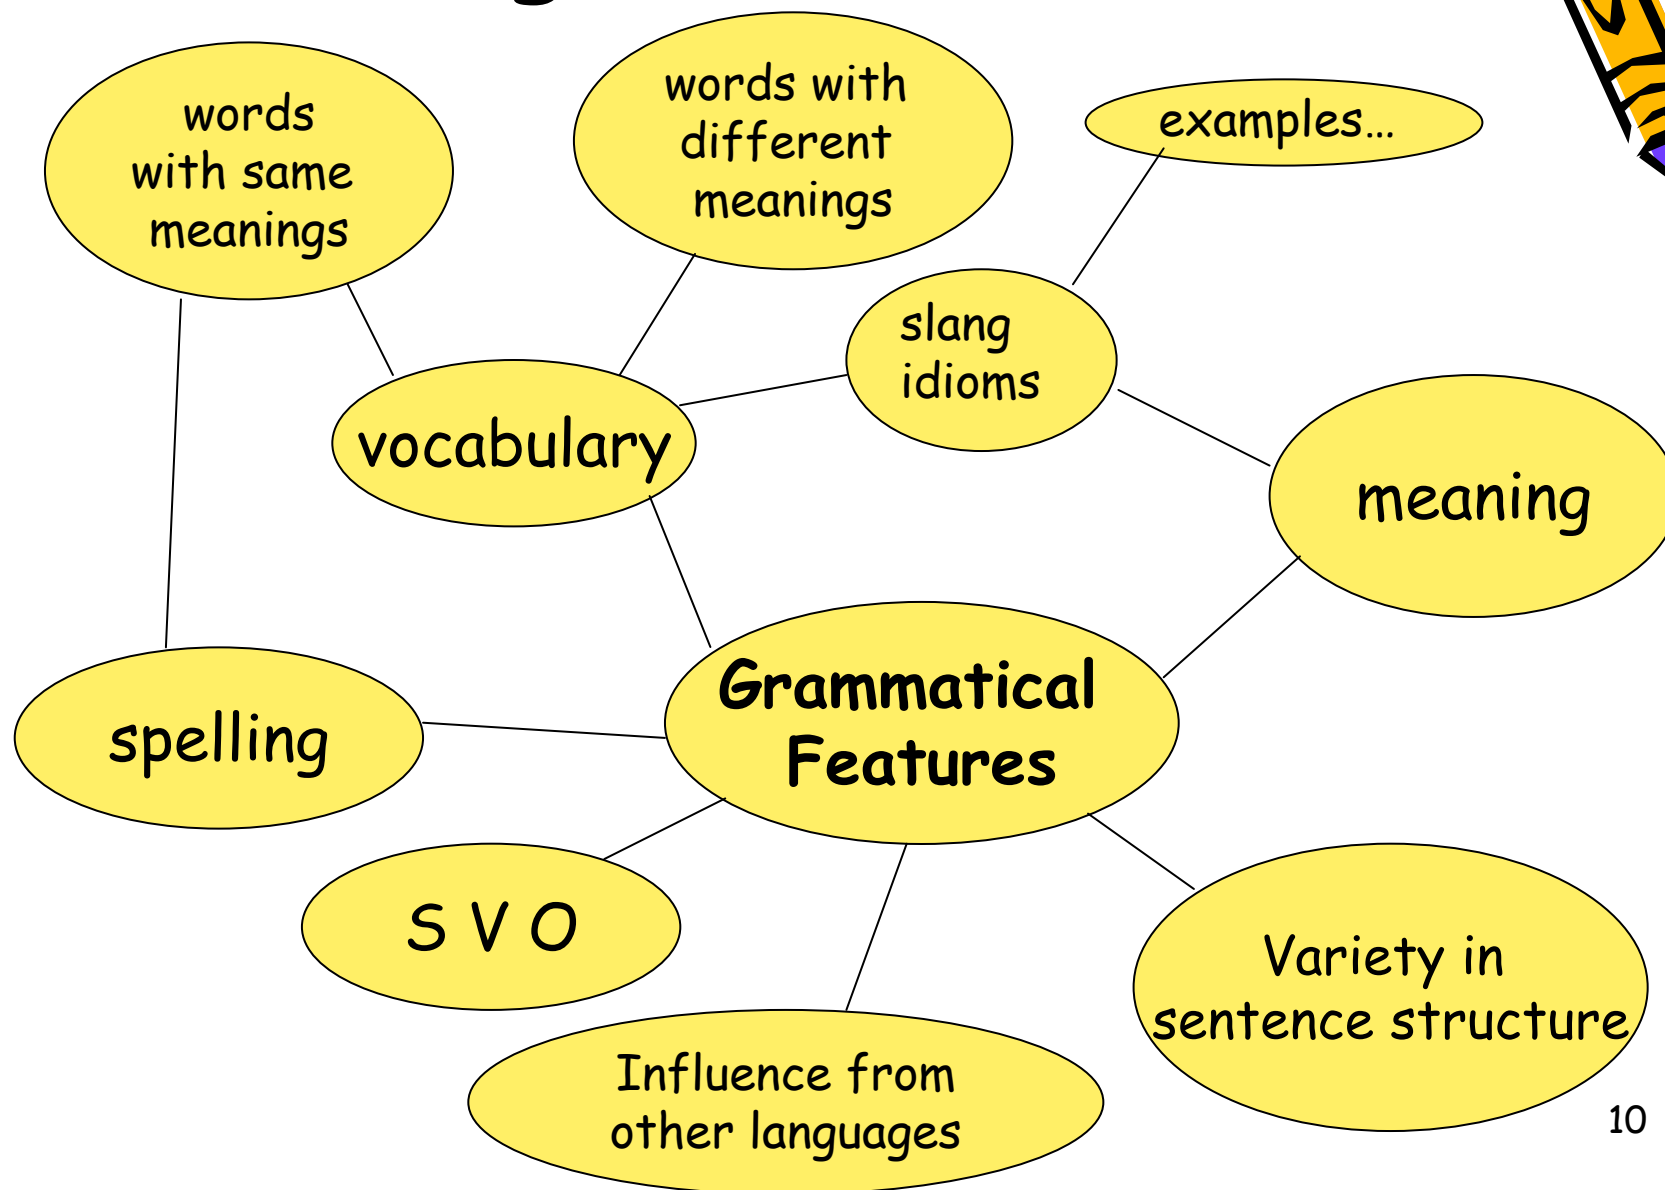 words
with same
meanings
words with
different
meanings
examples...
slang
idioms
vocabulary
meaning
Grammatical
Features
spelling
S V O
Variety in
sentence structure
Influence from
other languages
10